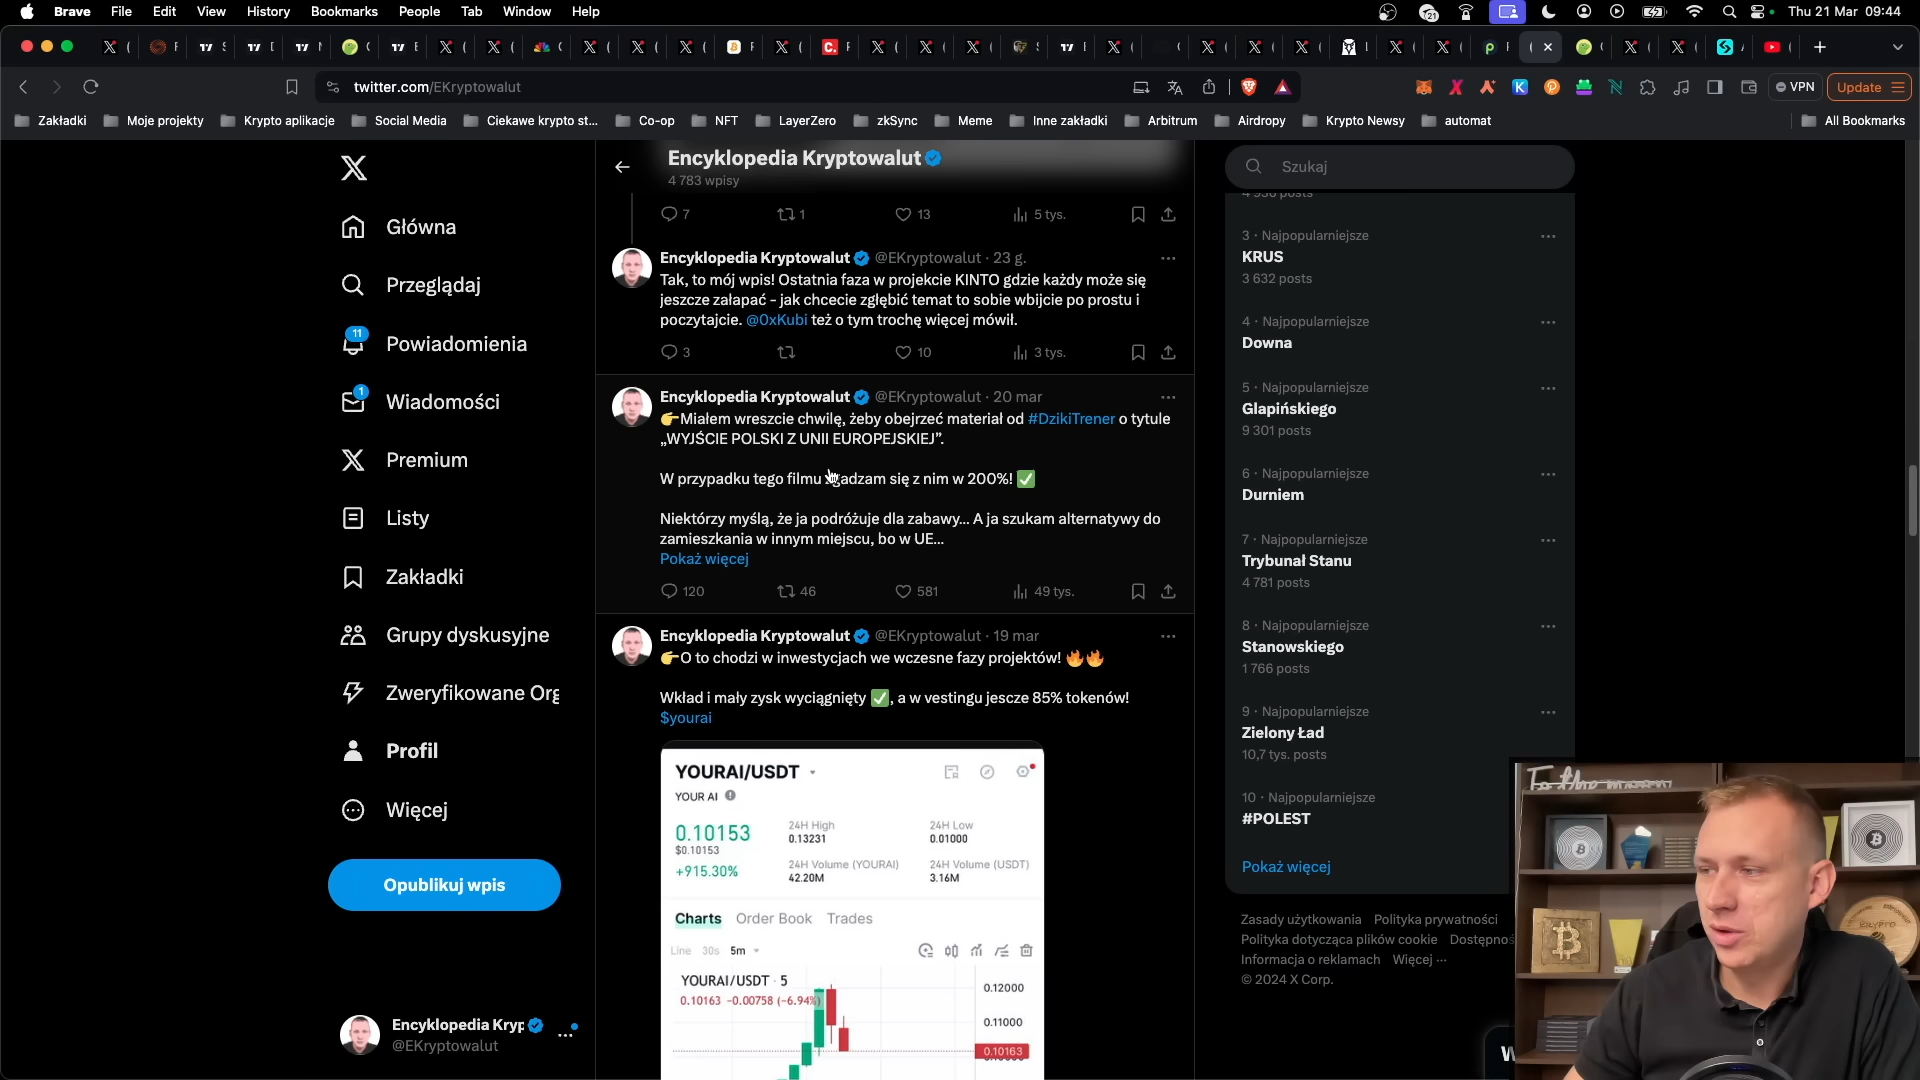 Brave File Edit View History Bookmarks People Tab Window Help
21
Thu 21 Mar 09:44
twitter.com/EKryptowalut
VPN
Update
Zakładki
Moje projekty
Krypto aplikacje
Social Media
Ciekawe krypto st...
Co-op
NFT
LayerZero
zkSync
Meme
Inne zakładki
Arbitrum
Airdropy
Krypto Newsy
automat
All Bookmarks
Główna
Przeglądaj
11
Powiadomienia
1
Wiadomości
Premium
Listy
Zakładki
Grupy dyskusyjne
Zweryfikowane Org
Profil
Więcej
Opublikuj wpis
Encyklopedia Kryp
@EKryptowalut
Encyklopedia Kryptowalut
4 783 wpisy
7 1 13 5 tys.
Encyklopedia Kryptowalut @EKryptowalut · 23 g.
Tak, to mój wpis! Ostatnia faza w projekcie KINTO gdzie każdy może się
jeszcze załapać - jak chcecie zgłębić temat to sobie wbijcie po prostu i
poczytajcie. @0xKubi też o tym trochę więcej mówił.
3 10 3 tys.
Encyklopedia Kryptowalut @EKryptowalut · 20 mar
👉Miałem wreszcie chwilę, żeby obejrzeć materiał od #DzikiTrener o tytule
„WYJŚCIE POLSKI Z UNII EUROPEJSKIEJ”.
W przypadku tego filmu zgadzam się z nim w 200%! ✅
Niektórzy myślą, że ja podróżuje dla zabawy... A ja szukam alternatywy do
zamieszkania w innym miejscu, bo w UE...
Pokaż więcej
120 46 581 49 tys.
Encyklopedia Kryptowalut @EKryptowalut · 19 mar
👉O to chodzi w inwestycjach we wczesne fazy projektów! 🔥🔥
Wkład i mały zysk wyciągnięty ✅, a w vestingu jescze 85% tokenów!
$yourai
YOURAI/USDT
YOUR AI
0.10153
$0.10153
+915.30%
24H High
0.13231
24H Low
0.01000
24H Volume (YOURAI)
42.20M
24H Volume (USDT)
3.16M
Charts Order Book Trades
Line 30s 5m
YOURAI/USDT · 5
0.10163 −0.00758 (−6.94%)
0.12000
0.11000
0.10163
Szukaj
3 · Najpopularniejsze
KRUS
3 632 posts
4 · Najpopularniejsze
Downa
5 · Najpopularniejsze
Glapińskiego
9 301 posts
6 · Najpopularniejsze
Durniem
7 · Najpopularniejsze
Trybunał Stanu
4 781 posts
8 · Najpopularniejsze
Stanowskiego
1 766 posts
9 · Najpopularniejsze
Zielony Ład
10,7 tys. posts
10 · Najpopularniejsze
#POLEST
Pokaż więcej
Zasady użytkowania Polityka prywatności
Polityka dotycząca plików cookie
Informacja o reklamach Więcej ···
© 2024 X Corp.
To the moon